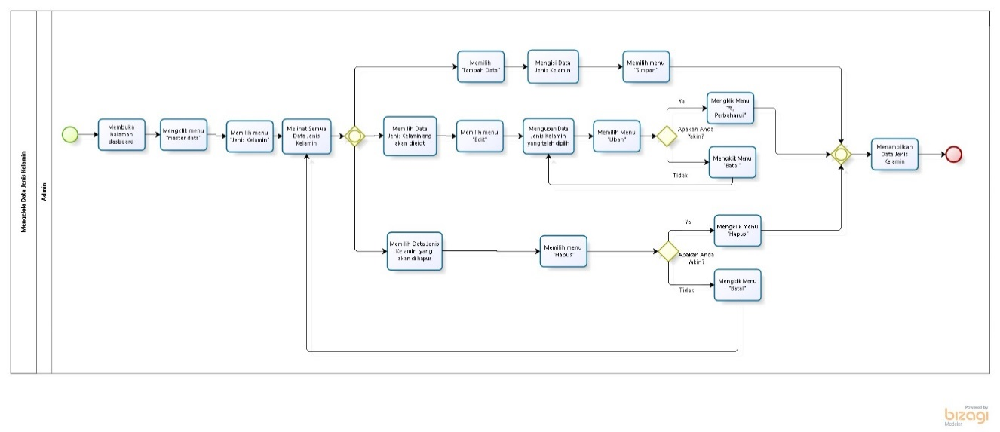 Mengelola Data Jenis Kelamin
Admin
Membuka
halaman
dasboard
Mengklik menu
"master data"
Memilih menu
"Jenis Kelamin"
Melihat Semua
Data Jenis
Kelamin
Memilih
"Tambah Data"
Mengisi Data
Jenis Kelamin
Memilih menu
"Simpan"
Memilih Data
Jenis Kelamin ang
akan dieidt
Memilih menu
"Edit"
Mengubah Data
Jenis Kelamin
yang telah dipilh
Memilih Menu
"Ubah"
Apakah Anda
Yakin?
Ya
Mengklik Menu
"Ya,
Perbaharui"
Mengklik Menu
"Batal"
Tidak
Memilih Data Jenis
Kelamin yang
akan di hapus
Memilih menu
"Hapus"
Apakah Anda
Yakin?
Ya
Mengklik menu
"Hapus"
Tidak
Mengklik Menu
"Batal"
Menampilkan
Data Jenis
Kelamin
Powered by
bizagi
Modeler